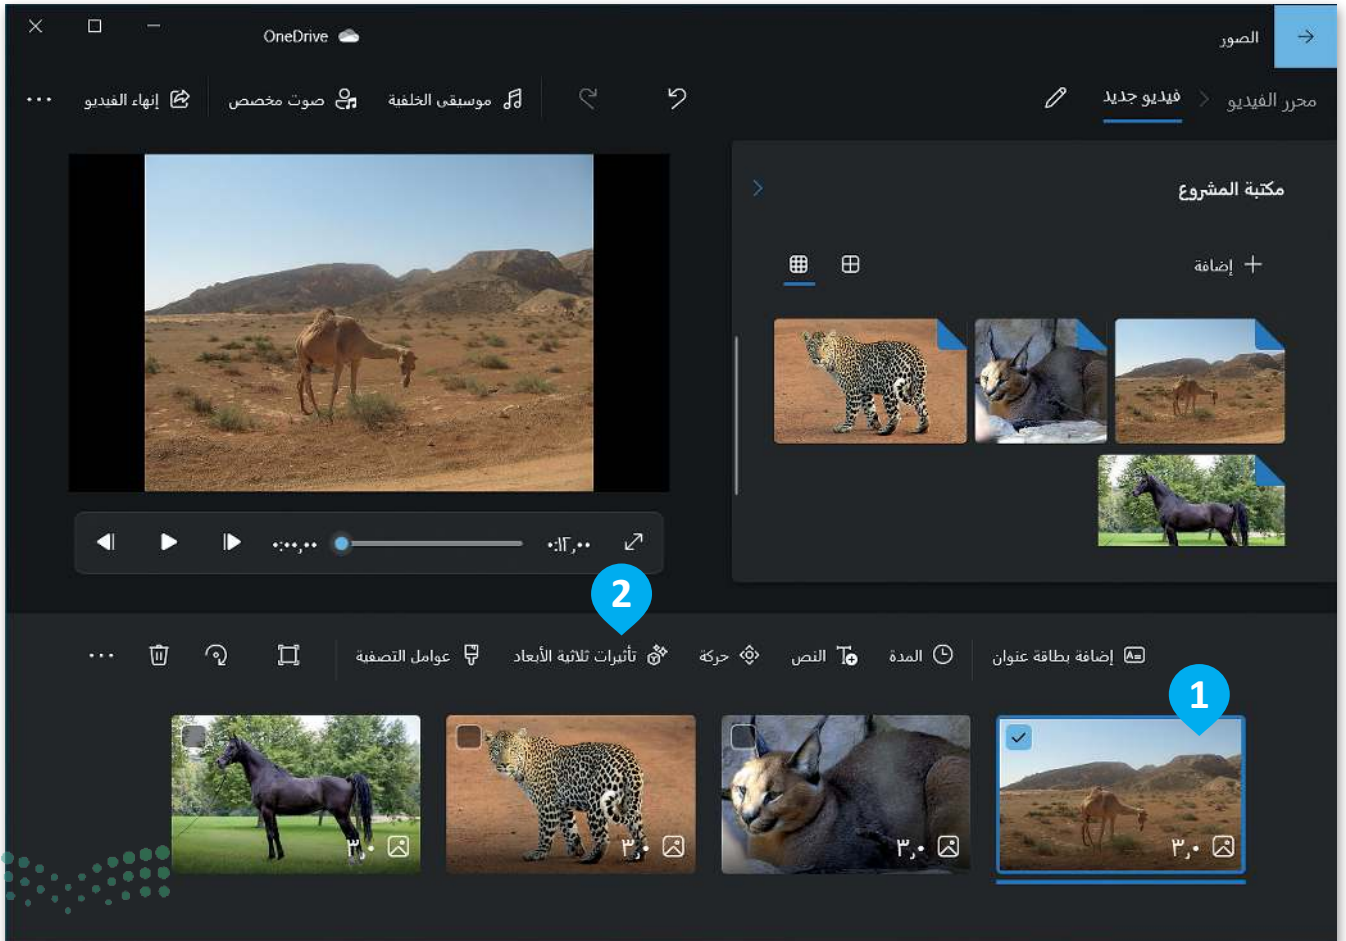 الصور
OneDrive
محرر الفيديو
فيديو جديد
موسيقى الخلفية
صوت مخصص
إنهاء الفيديو
مكتبة المشروع
إضافة
٠:٠٠,٠٠
٠:١٢,٠٠
2
إضافة بطاقة عنوان
المدة
النص
حركة
تأثيرات ثلاثية الأبعاد
عوامل التصفية
1
٣,٠
٣,٠
٣,٠
٣,٠